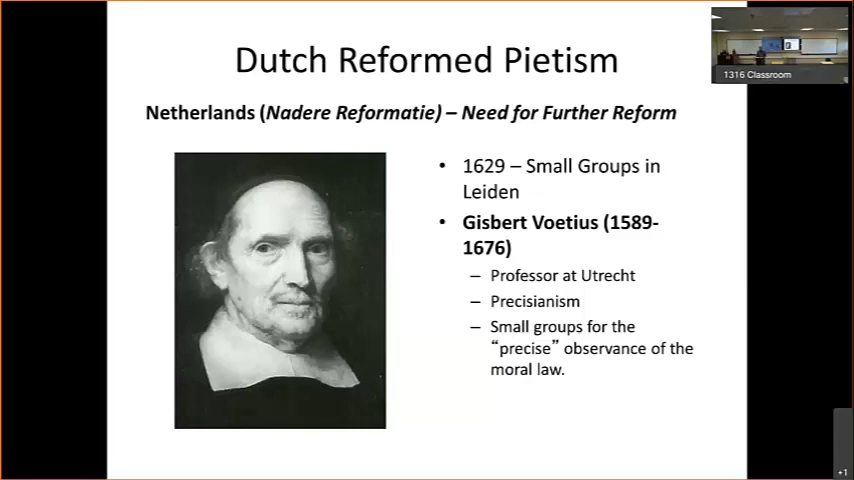 Dutch Reformed Pietism
1316 Classroom
Netherlands (Nadere Reformatie) – Need for Further Reform
• 1629 – Small Groups in
Leiden
• Gisbert Voetius (1589-
1676)
– Professor at Utrecht
– Precisianism
– Small groups for the
“precise” observance of the
moral law.
+1